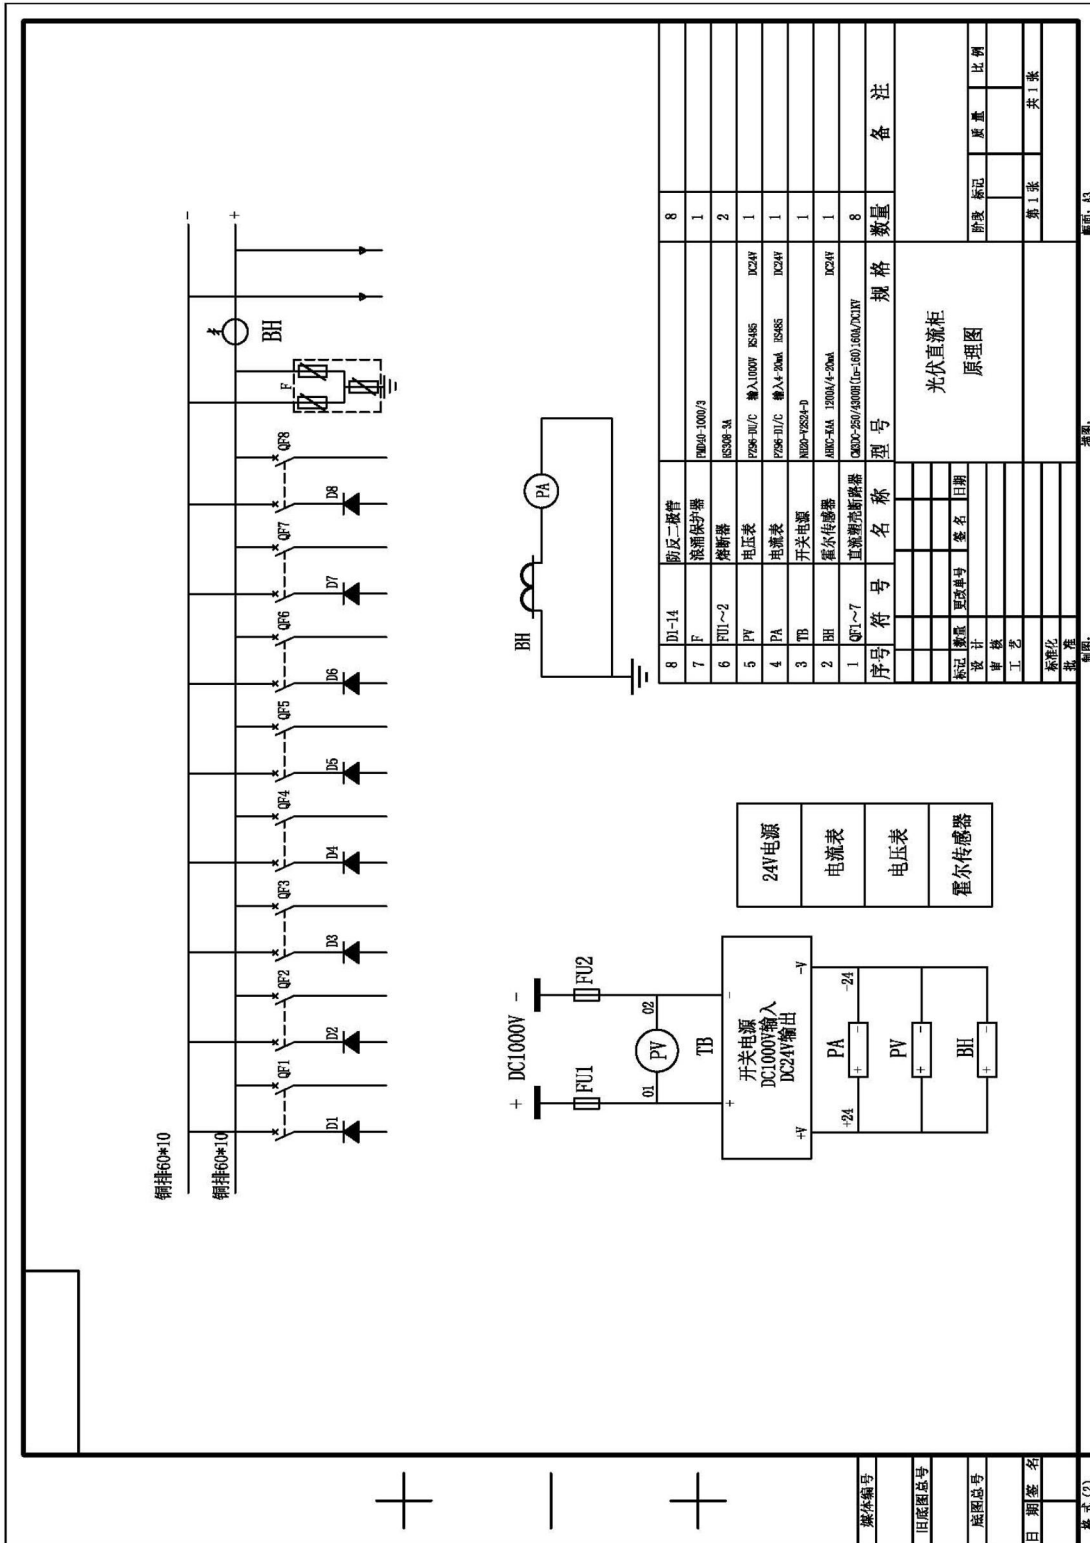 铜排60*10
铜排60*10
-
+
QF1
QF2
QF3
QF4
QF5
QF6
QF7
QF8
D1
D2
D3
D4
D5
D6
D7
D8
F
BH
+ DC1000V -
FU1
FU2
01
PV
02
TB
+
-
开关电源
DC1000V输入
DC24V输出
+V
-V
+24
-24
PA
+ -
PV
+ -
BH
+ -
24V电源
电流表
电压表
霍尔传感器
BH
PA
8 D1-14 防反二极管 8
7 F 浪涌保护器 PMD40-1000/3 1
6 FU1~2 熔断器 RS308-3A 2
5 PV 电压表 PZ96-DU/C 输入1000V RS485 DC24V 1
4 PA 电流表 PZ96-DI/C 输入4-20mA RS485 DC24V 1
3 TB 开关电源 1
2 BH 霍尔传感器 AHKC-KAA 1200A/4-20mA DC24V 1
1 QF1~7 直流塑壳断路器 8
序号 符 号 名 称 型 号 规 格 数量 备 注
标记 数量 更改单号 签 名 日期
设 计
审 核
工 艺
标准化
批 准
光伏直流柜
原理图
阶段 标记 质 量 比 例
第 1 张 共 1 张
制图:
描图:
幅面: A3
媒体编号
旧底图总号
底图总号
日 期 签 名
格 式 (2)